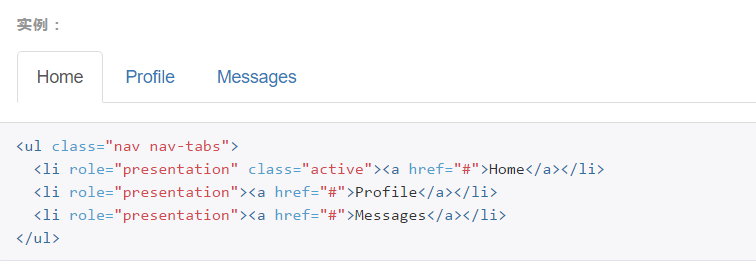 实例：
Home Profile Messages
<ul class="nav nav-tabs">
  <li role="presentation" class="active"><a href="#">Home</a></li>
  <li role="presentation"><a href="#">Profile</a></li>
  <li role="presentation"><a href="#">Messages</a></li>
</ul>